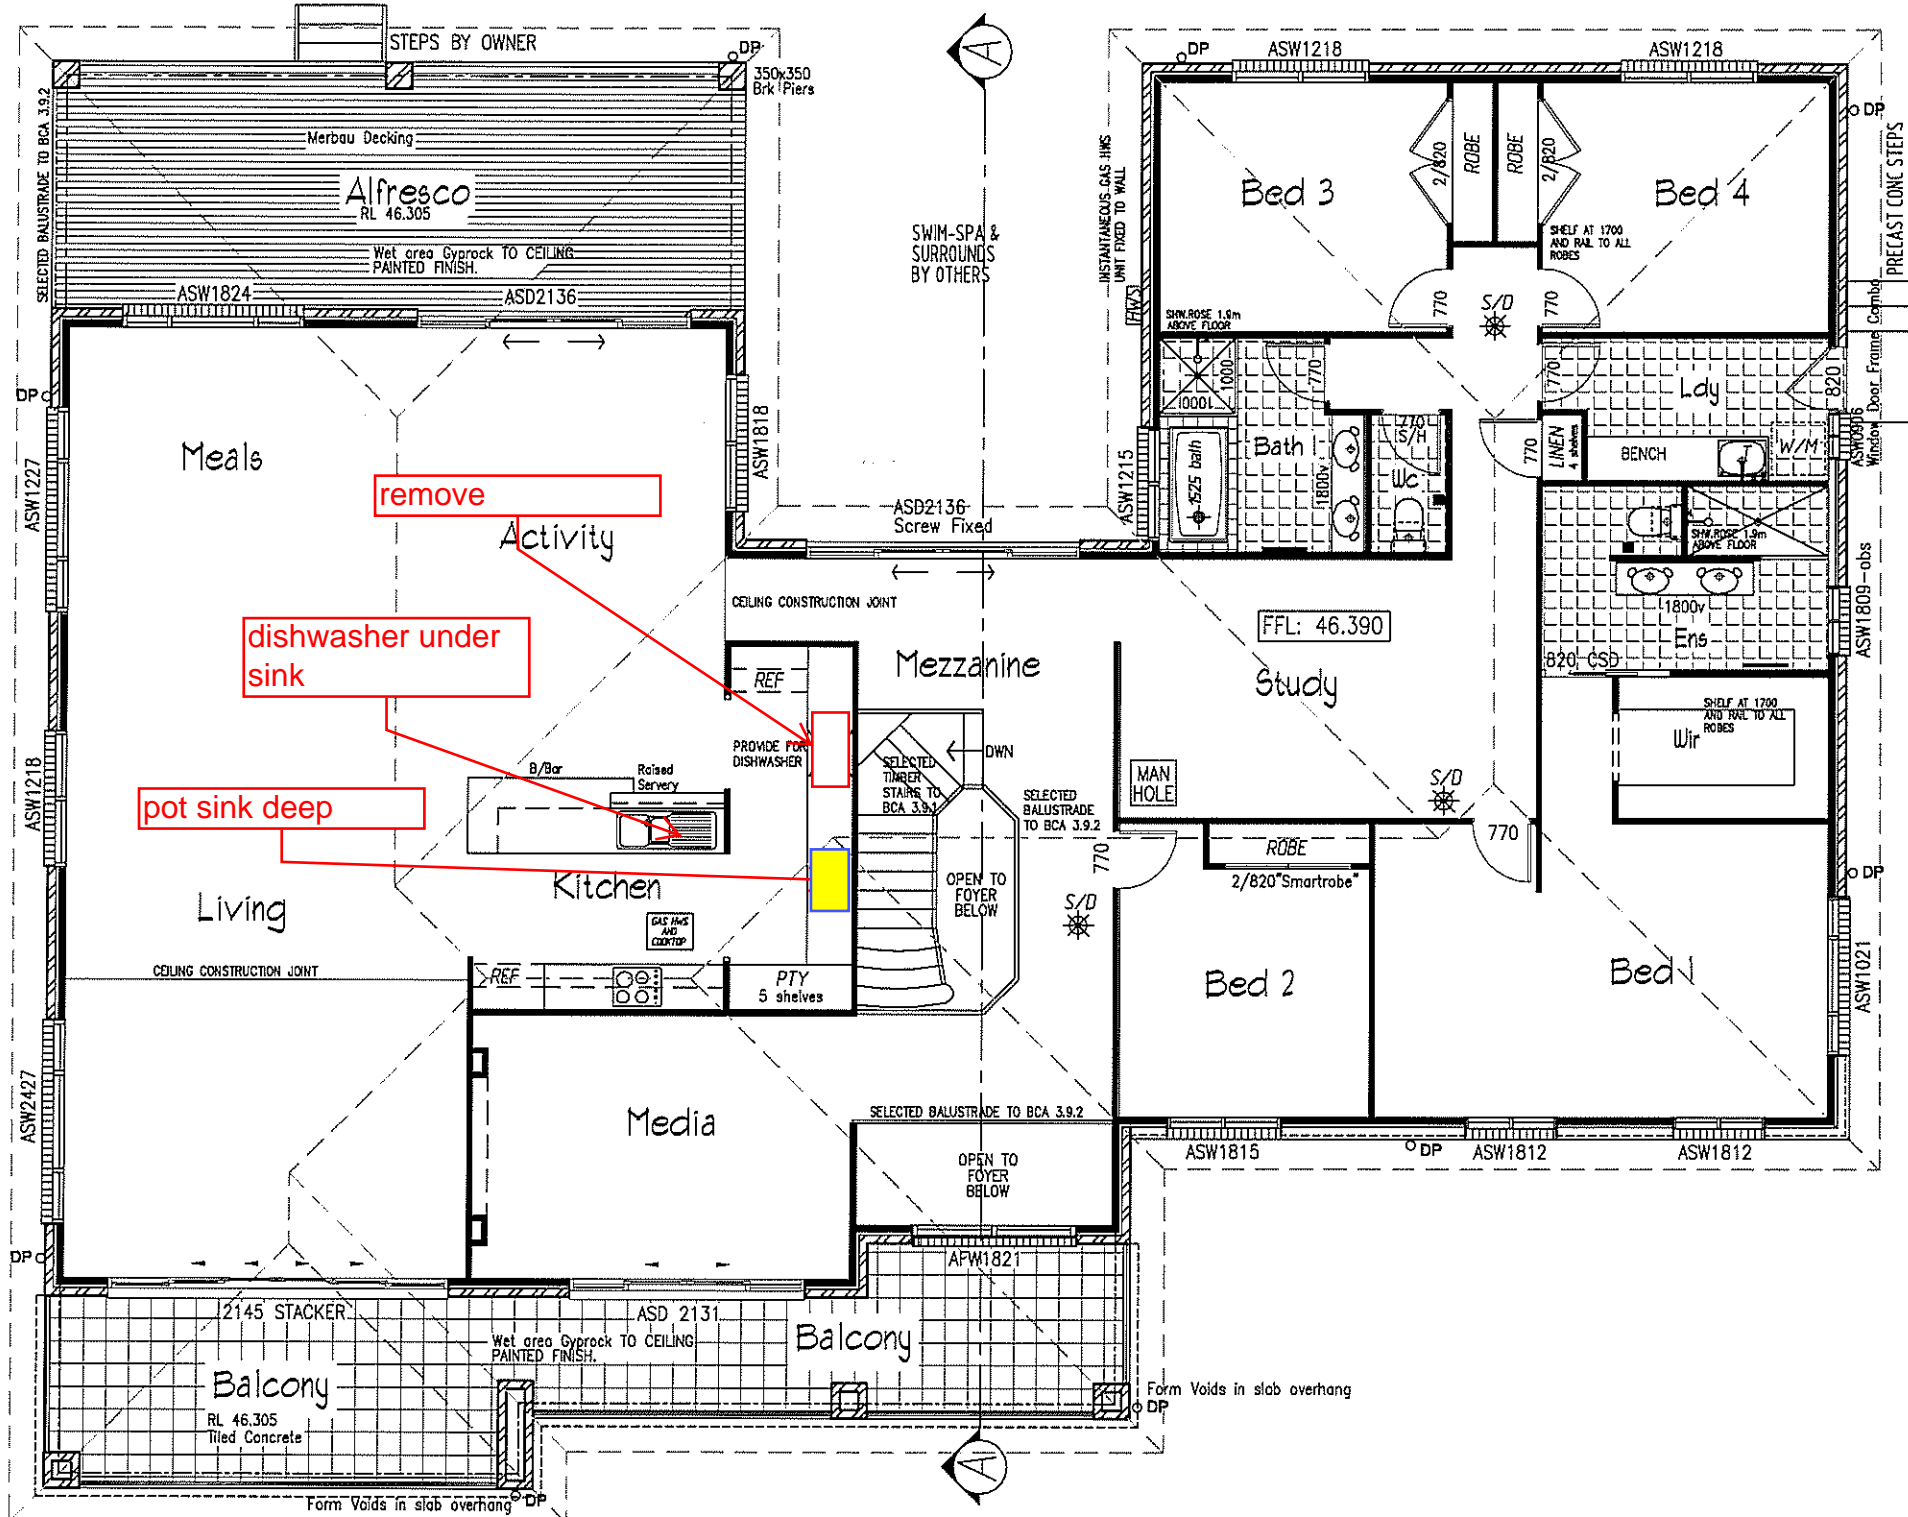 STEPS BY OWNER
DP
350x350
Brk Piers
SELECTED BALUSTRADE TO BCA 3.9.2
Merbau Decking
Alfresco
RL 46.305
Wet area Gyprock TO CEILING
PAINTED FINISH.
ASW1824
ASD2136
A
SWIM-SPA &
SURROUNDS
BY OTHERS
INSTANTANEOUS GAS HWS
UNIT FIXED TO WALL
HWS
DP
ASW1218
ASW1218
DP
PRECAST CONC STEPS
Bed 3
2/820
ROBE
ROBE
2/820
Bed 4
SHELF AT 1700
AND RAIL TO ALL
ROBES
770
S/D
770
SHW.ROSE 1.9m
ABOVE FLOOR
1000
1000
770
770
Ldy
820
Window Door Frame Combo
ASW0906
DP
Meals
ASW1227
ASW1818
remove
Activity
ASD2136
Screw Fixed
ASW1215
1525 bath
Bath
1800v
770
S/H
Wc
770
LINEN
4 shelves
BENCH
W/M
SHW.ROSE 1.9m
ABOVE FLOOR
1800v
Ens
ASW1809-obs
820 CSD
CEILING CONSTRUCTION JOINT
FFL: 46.390
dishwasher under
sink
REF
Mezzanine
Study
SHELF AT 1700
AND RAIL TO ALL
ROBES
Wir
PROVIDE FOR
DISHWASHER
DWN
SELECTED
TIMBER
STAIRS TO
BCA 3.9.1
MAN
HOLE
S/D
SELECTED
BALUSTRADE
TO BCA 3.9.2
B/Bar
Raised
Servery
ASW1218
pot sink deep
770
ROBE
2/820"Smartrobe"
770
DP
Living
Kitchen
GAS HWS
AND
COOKTOP
OPEN TO
FOYER
BELOW
S/D
CEILING CONSTRUCTION JOINT
REF
PTY
5 shelves
Bed 2
Bed 1
ASW1021
ASW2427
Media
SELECTED BALUSTRADE TO BCA 3.9.2
OPEN TO
FOYER
BELOW
ASW1815
DP
ASW1812
ASW1812
DP
AFW1821
2145 STACKER
ASD 2131
Wet area Gyprock TO CEILING
PAINTED FINISH.
Balcony
Balcony
RL 46.305
Tiled Concrete
Form Voids in slab overhang
DP
A
Form Voids in slab overhang
DP